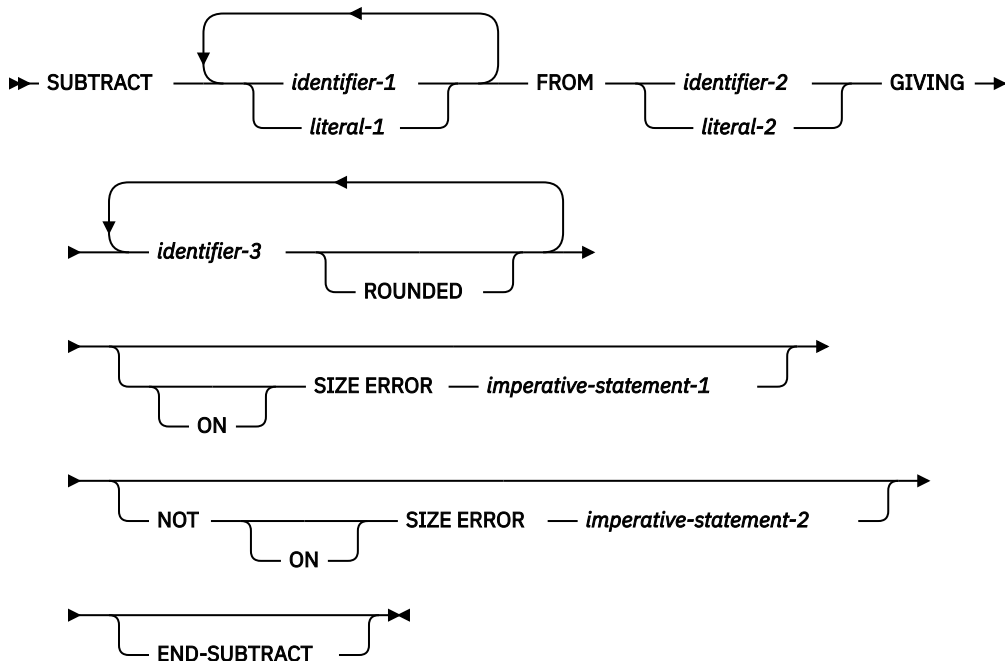 SUBTRACT identifier-1 FROM identifier-2 GIVING
literal-1 literal-2
identifier-3
ROUNDED
SIZE ERROR imperative-statement-1
ON
NOT SIZE ERROR imperative-statement-2
ON
END-SUBTRACT